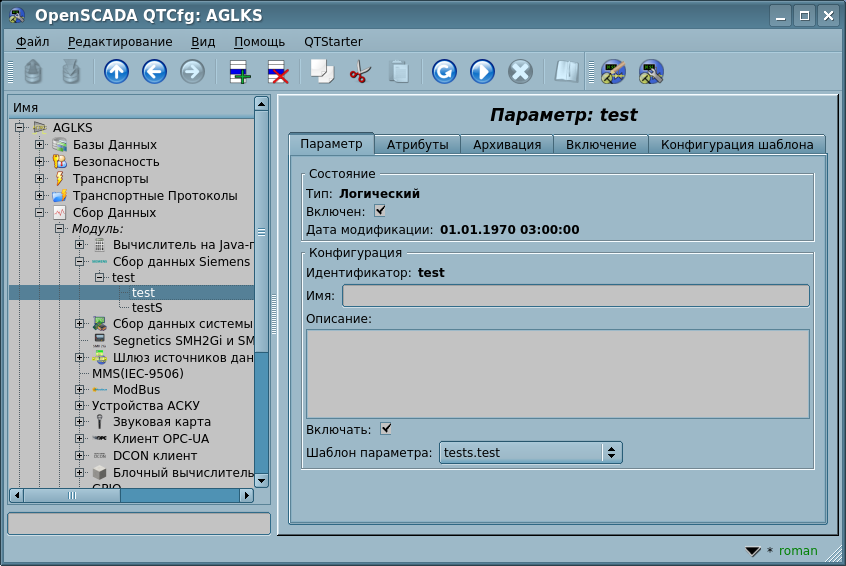 OpenSCADA QTCfg: AGLKS
Файл Редактирование Вид Помощь QTStarter
Имя
AGLKS
Базы Данных
Безопасность
Транспорты
Транспортные Протоколы
Сбор Данных
Модуль:
Вычислитель на Java-п
Сбор данных Siemens
test
test
testS
Сбор данных системы
Segnetics SMH2Gi и SM
Шлюз источников дан
MMS(IEC-9506)
ModBus
Устройства АСКУ
Звуковая карта
Клиент OPC-UA
DCON клиент
Блочный вычислитель
GPIO
Параметр: test
Параметр Атрибуты Архивация Включение Конфигурация шаблона
Состояние
Тип: Логический
Включен:
Дата модификации: 01.01.1970 03:00:00
Конфигурация
Идентификатор: test
Имя:
Описание:
Включать:
Шаблон параметра: tests.test
* roman